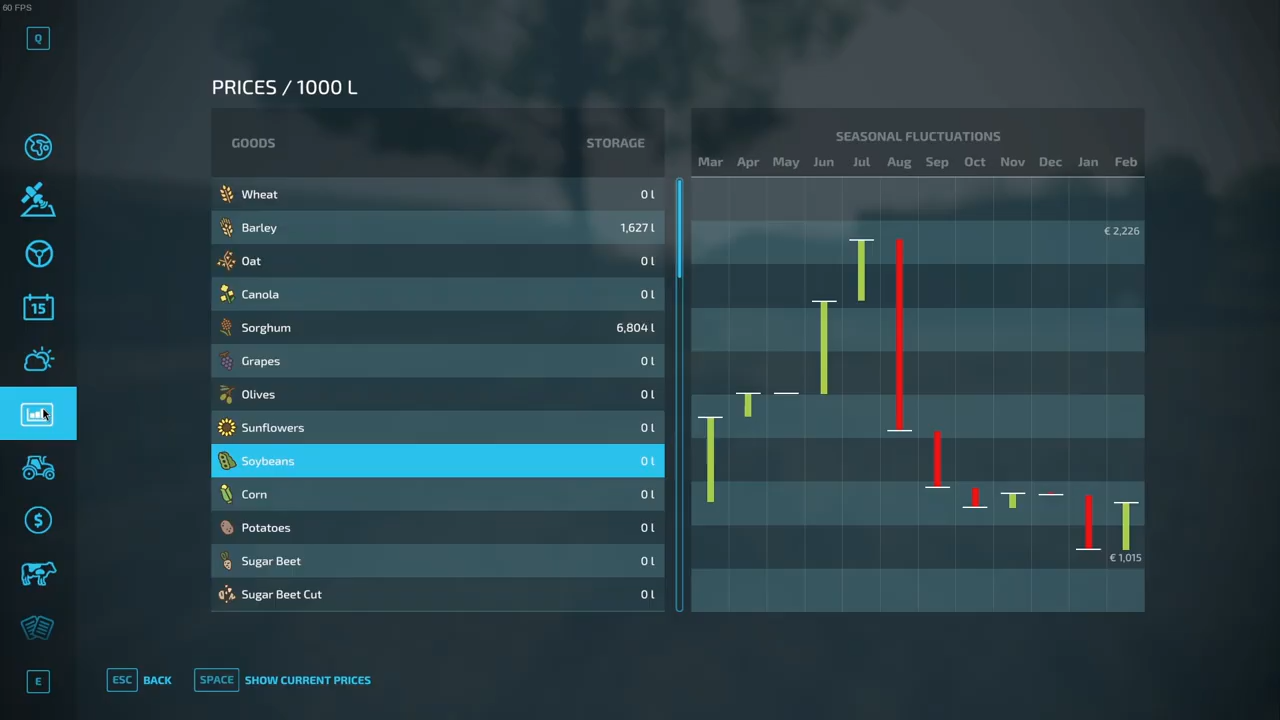 60 FPS
Q
PRICES / 1000 L
GOODS STORAGE
SEASONAL FLUCTUATIONS
Mar Apr May Jun Jul Aug Sep Oct Nov Dec Jan Feb
Wheat 0 l
Barley 1,627 l
€ 2,226
Oat 0 l
Canola 0 l
15
Sorghum 6,804 l
Grapes 0 l
Olives 0 l
Sunflowers 0 l
Soybeans 0 l
Corn 0 l
Potatoes 0 l
Sugar Beet 0 l
€ 1,015
Sugar Beet Cut 0 l
$
E
ESC BACK SPACE SHOW CURRENT PRICES